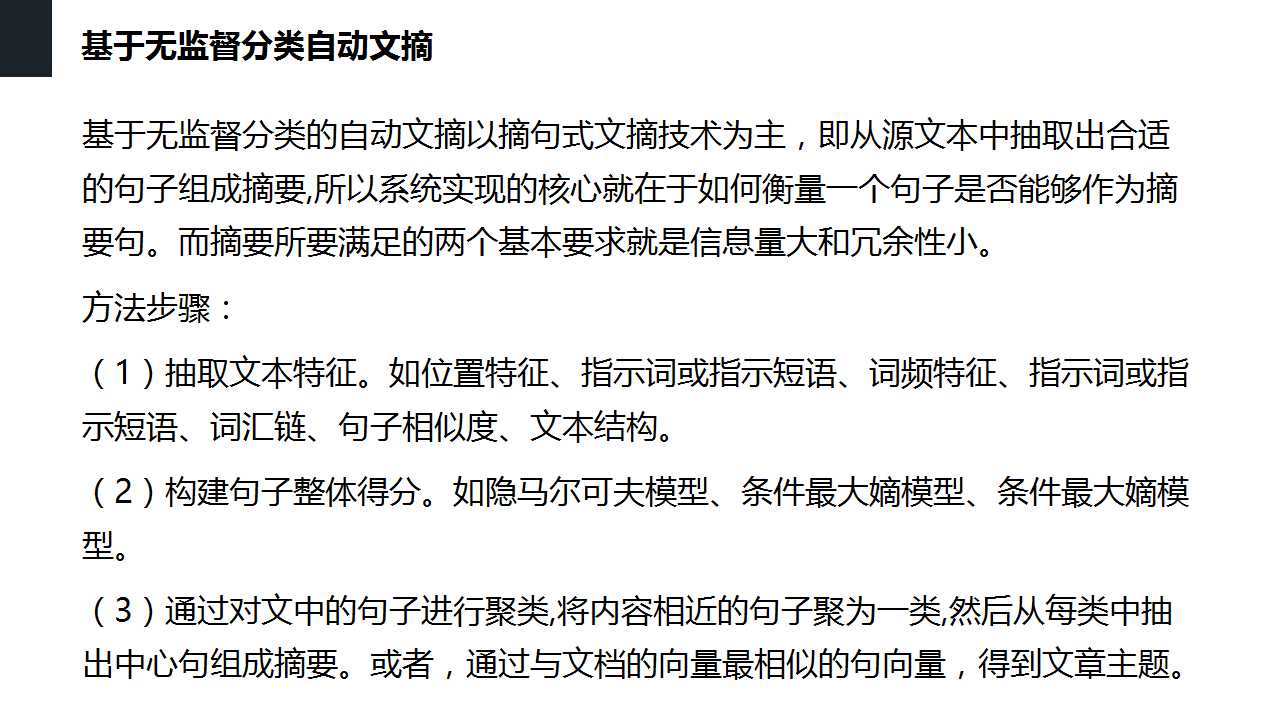 基于无监督分类自动文摘
基于无监督分类的自动文摘以摘句式文摘技术为主，即从源文本中抽取出合适
的句子组成摘要,所以系统实现的核心就在于如何衡量一个句子是否能够作为摘
要句。而摘要所要满足的两个基本要求就是信息量大和冗余性小。
方法步骤：
（1）抽取文本特征。如位置特征、指示词或指示短语、词频特征、指示词或指
示短语、词汇链、句子相似度、文本结构。
（2）构建句子整体得分。如隐马尔可夫模型、条件最大嫡模型、条件最大嫡模
型。
（3）通过对文中的句子进行聚类,将内容相近的句子聚为一类,然后从每类中抽
出中心句组成摘要。或者，通过与文档的向量最相似的句向量，得到文章主题。